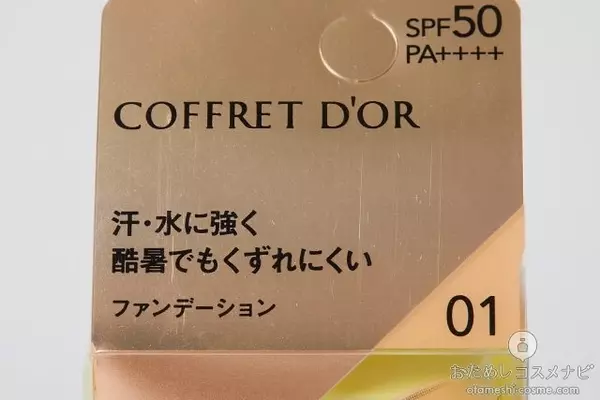 SPF50
PA++++
COFFRET D'OR
汗・水に強く
酷暑でもくずれにくい
ファンデーション
01
おためしコスメナビ
otameshi-cosme.com